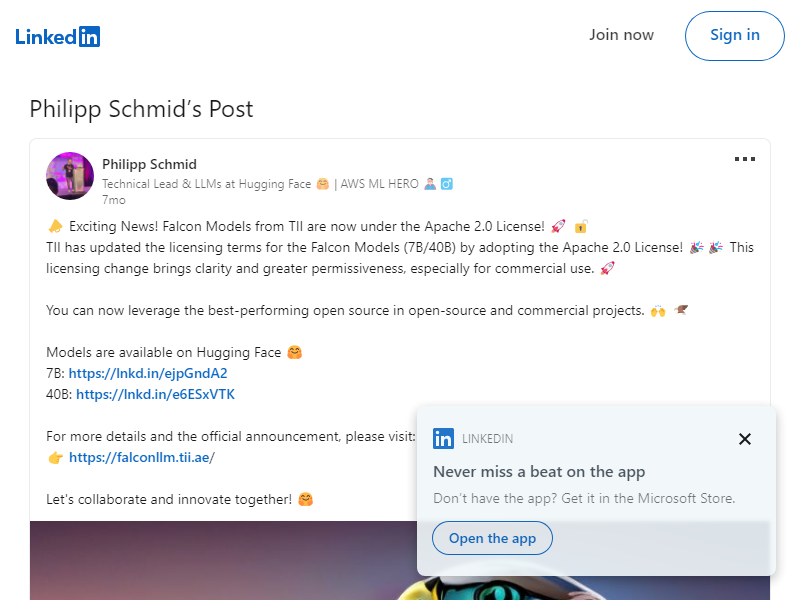 Linked in
Join now
Sign in
Philipp Schmid’s Post
Philipp Schmid
Technical Lead & LLMs at Hugging Face 🤗 | AWS ML HERO 🦸🏻‍♂️
7mo
📣 Exciting News! Falcon Models from TII are now under the Apache 2.0 License! 🚀 🔓
TII has updated the licensing terms for the Falcon Models (7B/40B) by adopting the Apache 2.0 License! 🎉 🎉 This
licensing change brings clarity and greater permissiveness, especially for commercial use. 🚀
You can now leverage the best-performing open source in open-source and commercial projects. 🙌 🦅
Models are available on Hugging Face 🤗
7B: https://lnkd.in/ejpGndA2
40B: https://lnkd.in/e6ESxVTK
For more details and the official announcement, please visit:
👉 https://falconllm.tii.ae/
Let's collaborate and innovate together! 🤗
in LINKEDIN
Never miss a beat on the app
Don’t have the app? Get it in the Microsoft Store.
Open the app